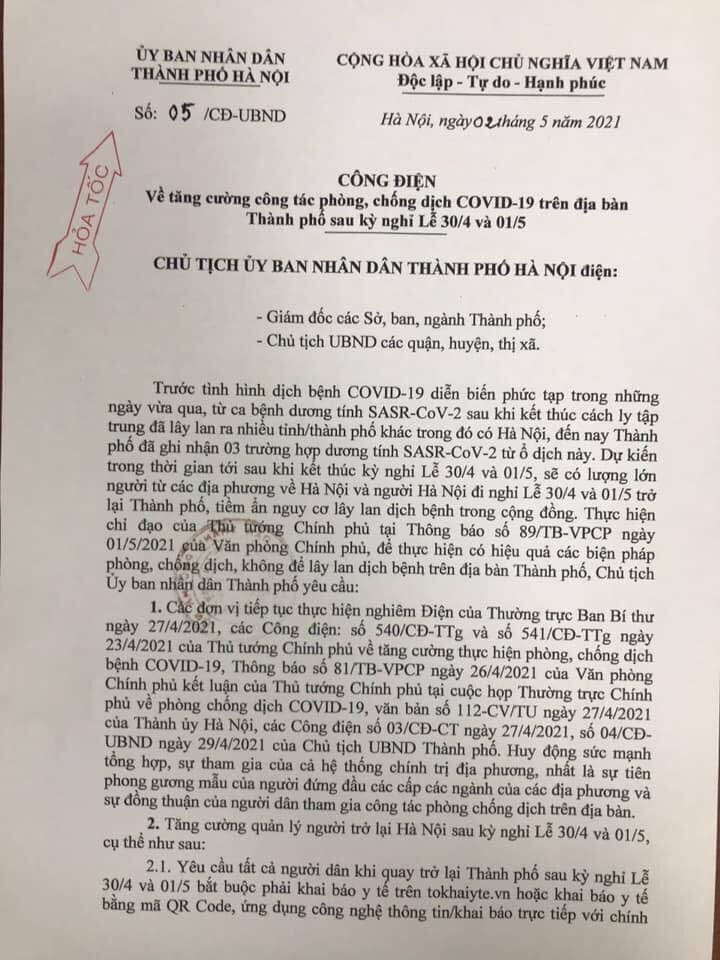 ỦY BAN NHÂN DÂN
THÀNH PHỐ HÀ NỘI
CỘNG HÒA XÃ HỘI CHỦ NGHĨA VIỆT NAM
Độc lập - Tự do - Hạnh phúc
Số: 05 /CĐ-UBND
Hà Nội, ngày 02 tháng 5 năm 2021
HỎA TỐC
CÔNG ĐIỆN
Về tăng cường công tác phòng, chống dịch COVID-19 trên địa bàn
Thành phố sau kỳ nghỉ Lễ 30/4 và 01/5
CHỦ TỊCH ỦY BAN NHÂN DÂN THÀNH PHỐ HÀ NỘI điện:
- Giám đốc các Sở, ban, ngành Thành phố;
- Chủ tịch UBND các quận, huyện, thị xã.
Trước tình hình dịch bệnh COVID-19 diễn biến phức tạp trong những
ngày vừa qua, từ ca bệnh dương tính SASR-CoV-2 sau khi kết thúc cách ly tập
trung đã lây lan ra nhiều tỉnh/thành phố khác trong đó có Hà Nội, đến nay Thành
phố đã ghi nhận 03 trường hợp dương tính SASR-CoV-2 từ ổ dịch này. Dự kiến
trong thời gian tới sau khi kết thúc kỳ nghỉ Lễ 30/4 và 01/5, sẽ có lượng lớn
người từ các địa phương về Hà Nội và người Hà Nội đi nghỉ Lễ 30/4 và 01/5 trở
lại Thành phố, tiềm ẩn nguy cơ lây lan dịch bệnh trong cộng đồng. Thực hiện
chỉ đạo của Thủ tướng Chính phủ tại Thông báo số 89/TB-VPCP ngày
01/5/2021 của Văn phòng Chính phủ, để thực hiện có hiệu quả các biện pháp
phòng, chống dịch, không để lây lan dịch bệnh trên địa bàn Thành phố, Chủ tịch
Ủy ban nhân dân Thành phố yêu cầu:
1. Các đơn vị tiếp tục thực hiện nghiêm Điện của Thường trực Ban Bí thư
ngày 27/4/2021, các Công điện: số 540/CĐ-TTg và số 541/CĐ-TTg ngày
23/4/2021 của Thủ tướng Chính phủ về tăng cường thực hiện phòng, chống dịch
bệnh COVID-19, Thông báo số 81/TB-VPCP ngày 26/4/2021 của Văn phòng
Chính phủ kết luận của Thủ tướng Chính phủ tại cuộc họp Thường trực Chính
phủ về phòng chống dịch COVID-19, văn bản số 112-CV/TU ngày 27/4/2021
của Thành ủy Hà Nội, các Công điện số 03/CĐ-CT ngày 27/4/2021, số 04/CĐ-
UBND ngày 29/4/2021 của Chủ tịch UBND Thành phố. Huy động sức mạnh
tổng hợp, sự tham gia của cả hệ thống chính trị địa phương, nhất là sự tiên
phong gương mẫu của người đứng đầu các cấp các ngành của các địa phương và
sự đồng thuận của người dân tham gia công tác phòng chống dịch trên địa bàn.
2. Tăng cường quản lý người trở lại Hà Nội sau kỳ nghỉ Lễ 30/4 và 01/5,
cụ thể như sau:
2.1. Yêu cầu tất cả người dân khi quay trở lại Thành phố sau kỳ nghỉ Lễ
30/4 và 01/5 bắt buộc phải khai báo y tế trên tokhaiyte.vn hoặc khai báo y tế
bằng mã QR Code, ứng dụng công nghệ thông tin/khai báo trực tiếp với chính